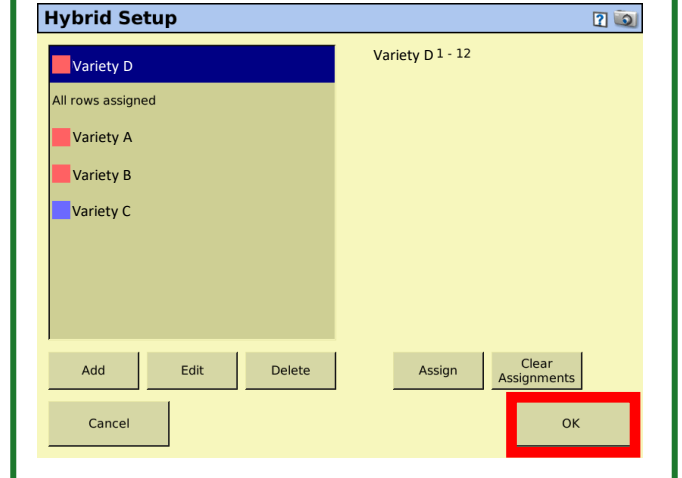 Hybrid Setup
?
Variety D
All rows assigned
Variety A
Variety B
Variety C
Variety D 1 - 12
Add
Edit
Delete
Assign
Clear
Assignments
Cancel
OK